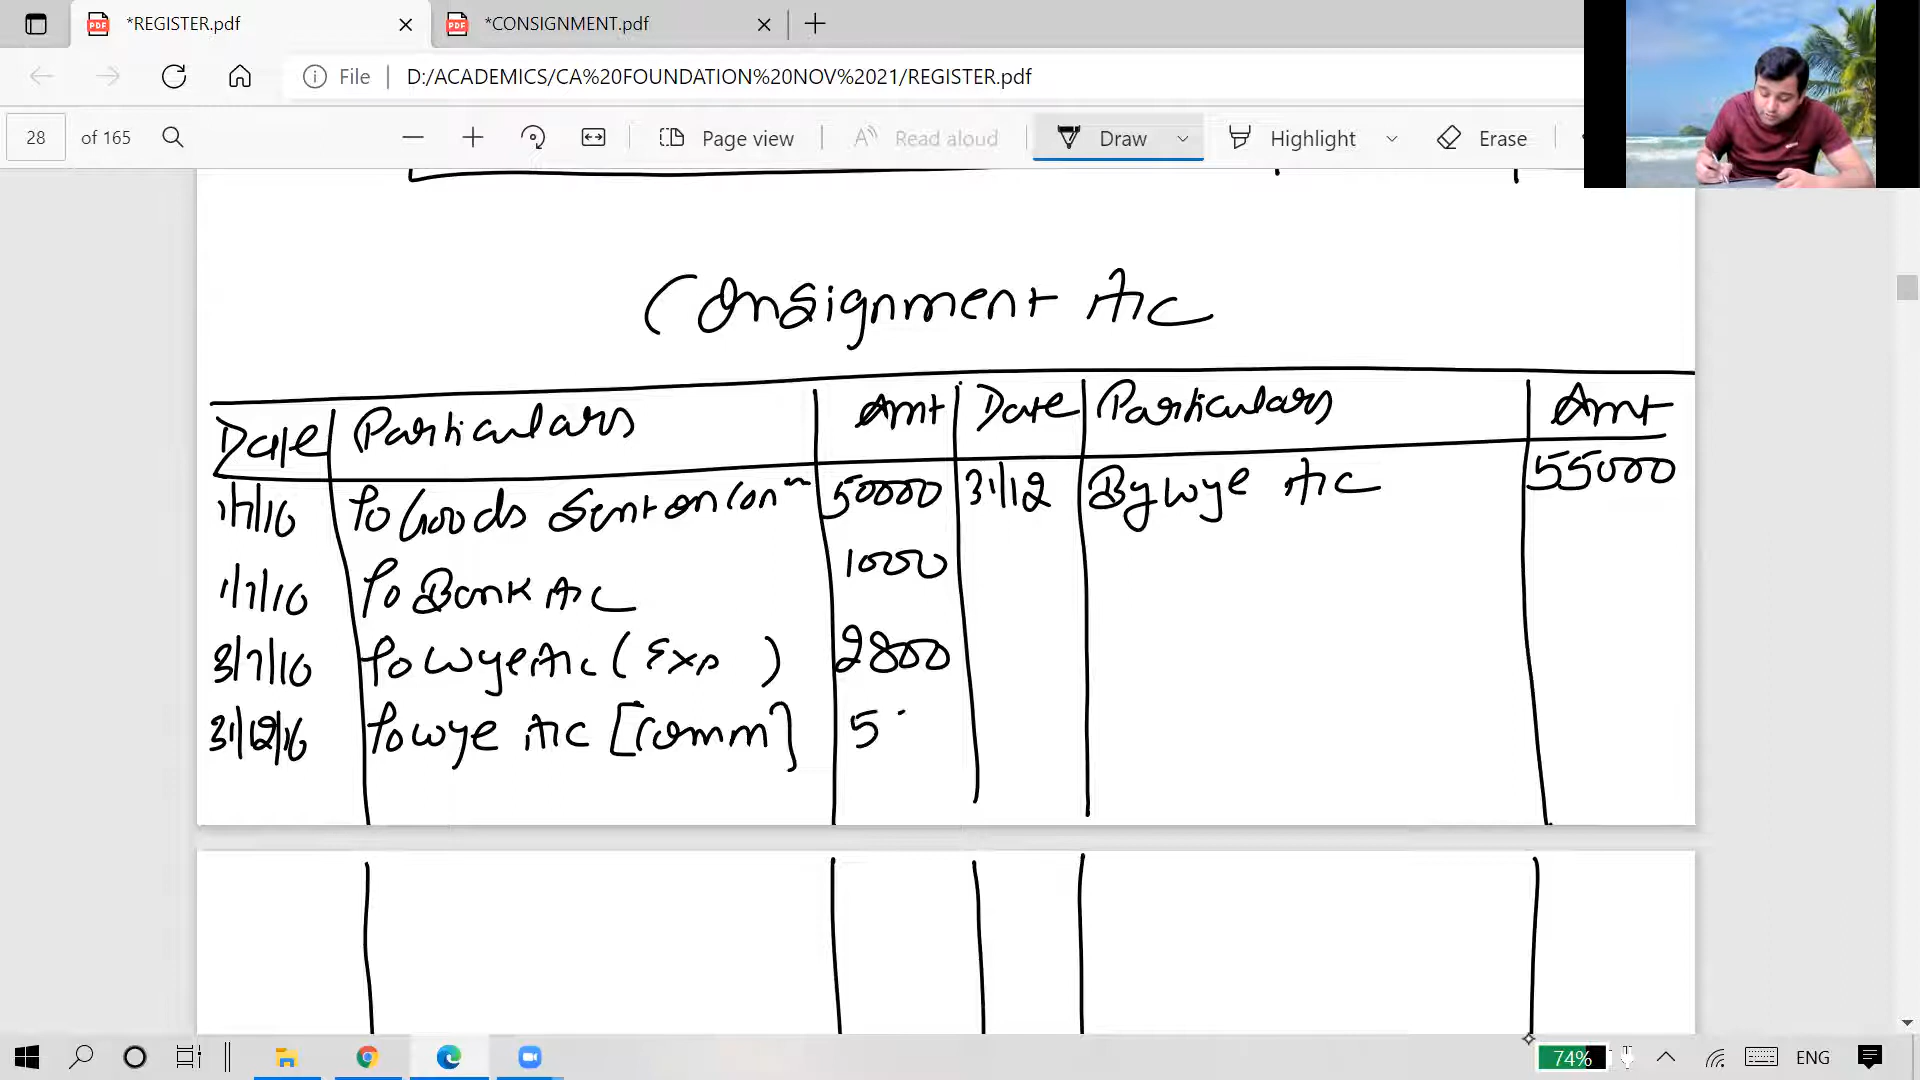 *REGISTER.pdf
*CONSIGNMENT.pdf
File D:/ACADEMICS/CA%20FOUNDATION%20NOV%2021/REGISTER.pdf
28 of 165 Page view Read aloud Draw Highlight Erase
Consignment A/c
Date Particulars Amt Date Particulars Amt
1/7/16 To Goods Sent on Con 50000 31/12 By Wye A/c 55000
1/7/16 To Bank A/c 1000
3/7/16 To Wye A/c (Exp ) 2800
31/12/16 To Wye A/c [Comm] 5
74% ENG